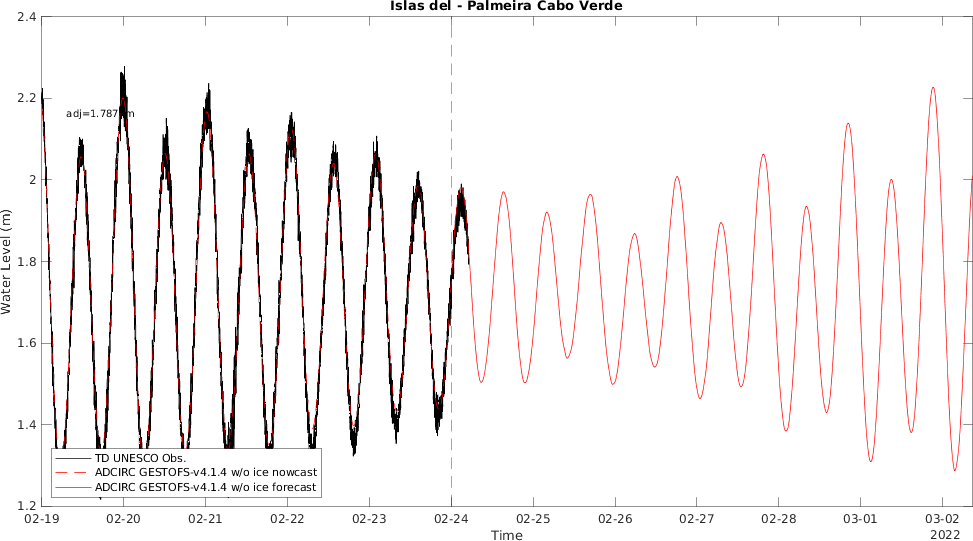 Islas del - Palmeira Cabo Verde
2.4
2.2
2
1.8
1.6
1.4
1.2
Water Level (m)
TD UNESCO Obs.
ADCIRC GESTOFS-v4.1.4 w/o ice nowcast
ADCIRC GESTOFS-v4.1.4 w/o ice forecast
02-19 02-20 02-21 02-22 02-23 02-24 02-25 02-26 02-27 02-28 03-01 03-02
Time
2022